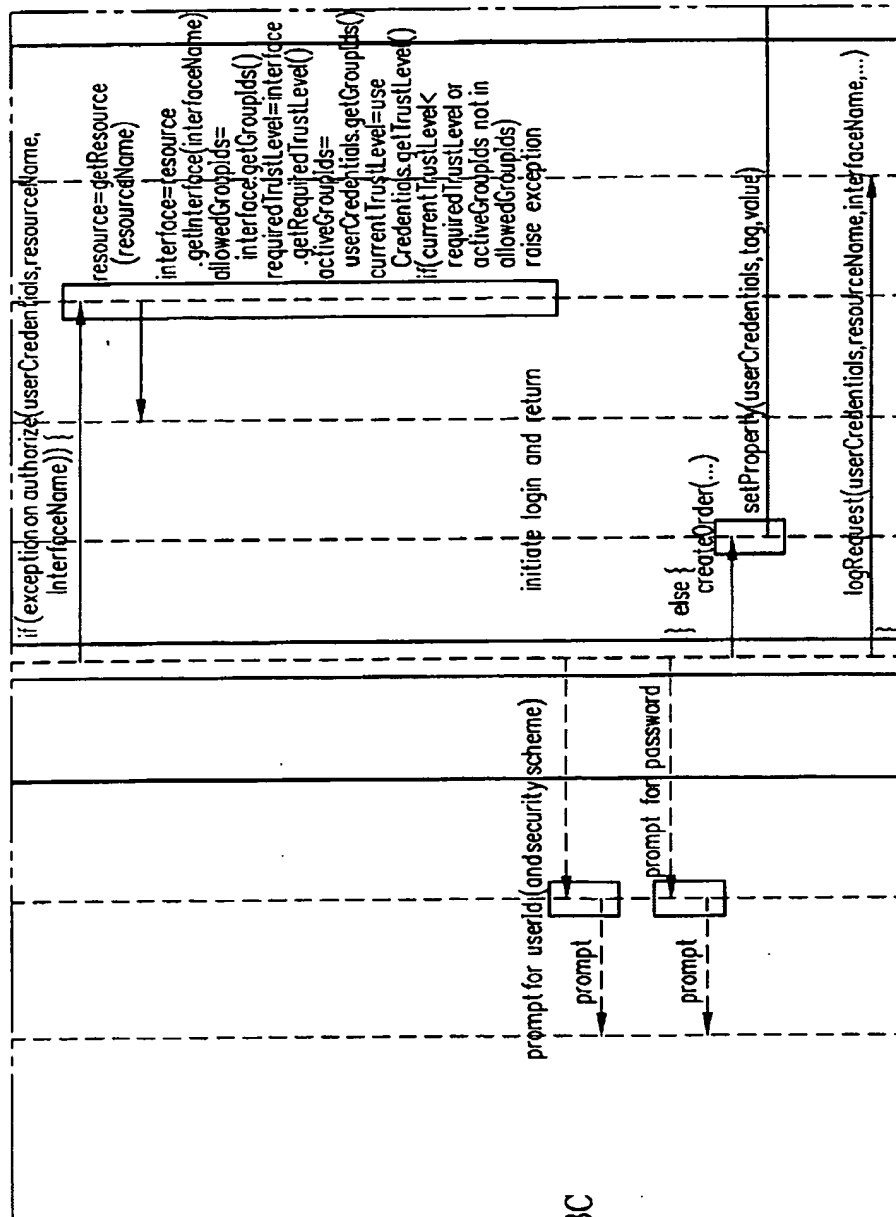 if(exception on authorize(userCredentials,resourceName,
InterfaceName)) {
resource=getResource
(resourceName)
interface=resource
.getInterface(interfaceName)
allowedGroupIds=
interface.getGroupIds()
requiredTrustLevel=interface
.getRequiredTrustLevel()
activeGroupIds=
userCredentials.getGroupIds()
currentTrustLevel=use
Credentials.getTrustLevel()
if(currentTrustLevel<
requiredTrustLevel or
activeGroupIds not in
allowedGroupIds)
raise exception
initiate login and return
prompt for userId (and security scheme)
prompt
prompt for password
prompt
} else {
createOrder(...)
setProperty(userCredentials,tag,value)
logRequest(userCredentials,resourceName,interfaceName,...)
}